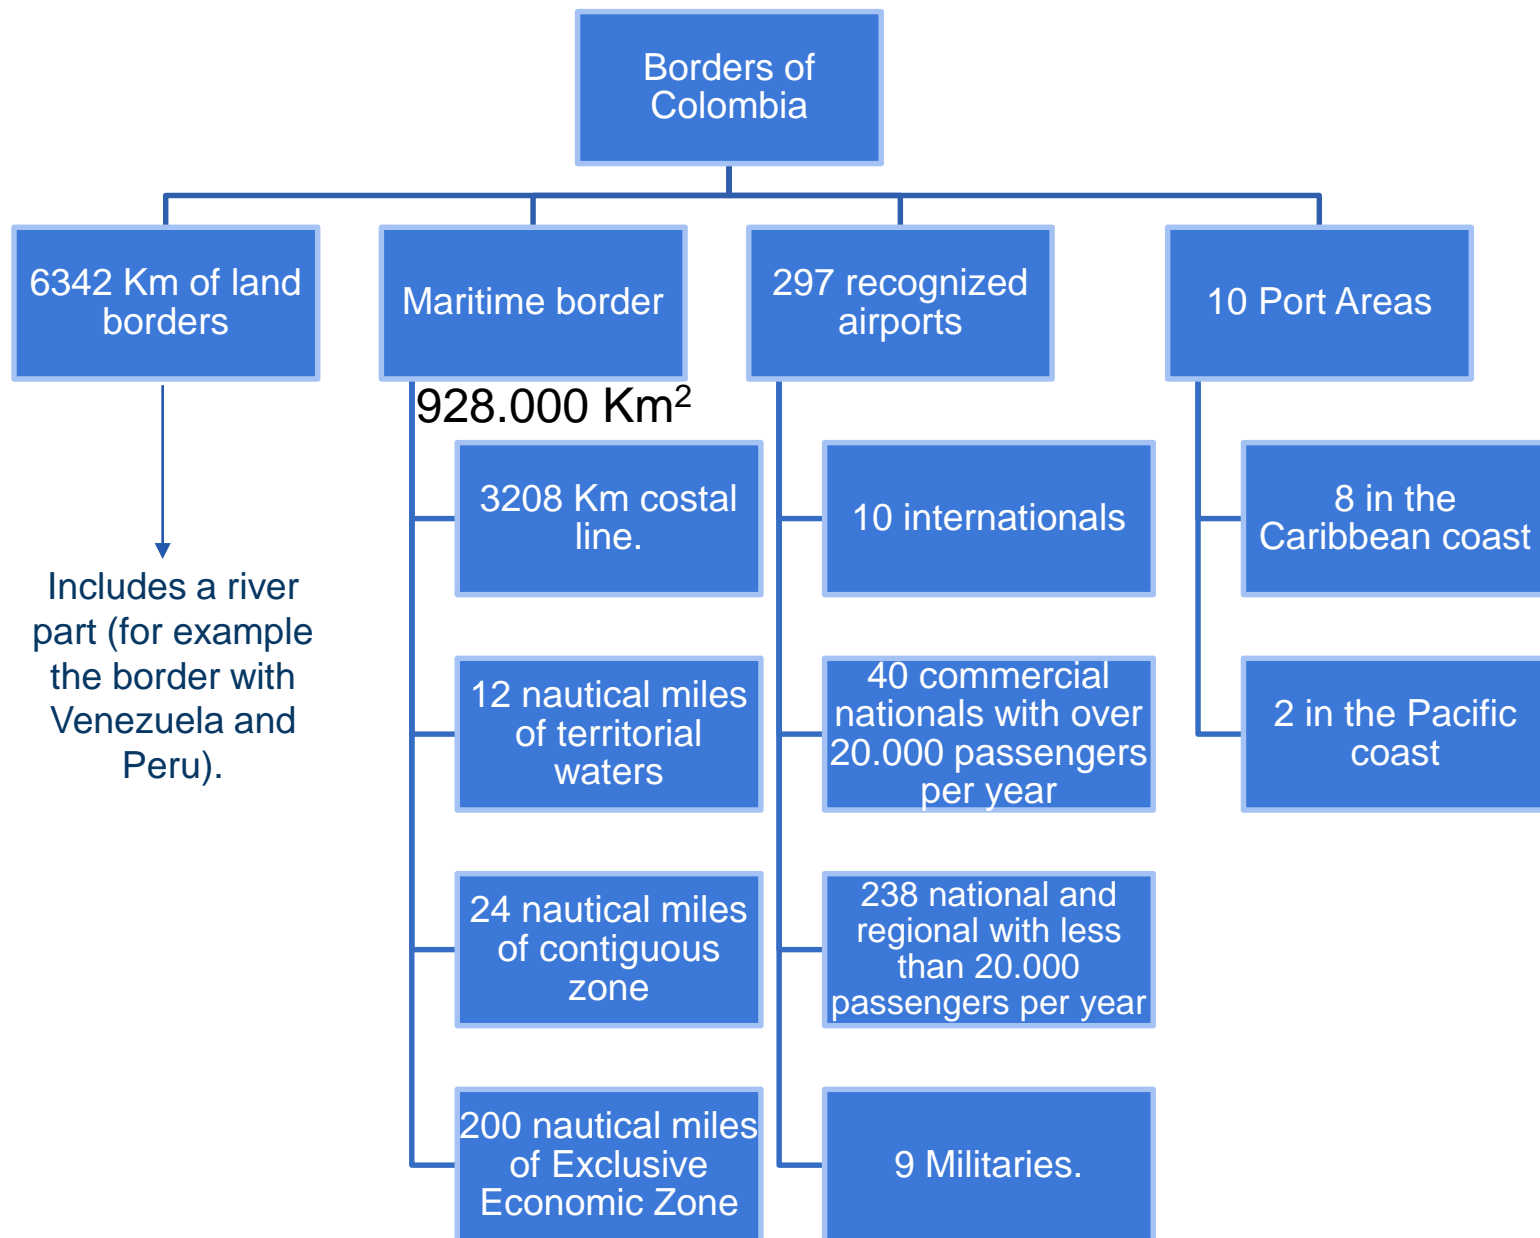 Borders of
Colombia
6342 Km of land
borders
Includes a river
part (for example
the border with
Venezuela and
Peru).
Maritime border
928.000 Km²
3208 Km costal
line.
12 nautical miles
of territorial
waters
24 nautical miles
of contiguous
zone
200 nautical miles
of Exclusive
Economic Zone
297 recognized
airports
10 internationals
40 commercial
nationals with over
20.000 passengers
per year
238 national and
regional with less
than 20.000
passengers per year
9 Militaries.
10 Port Areas
8 in the
Caribbean coast
2 in the Pacific
coast